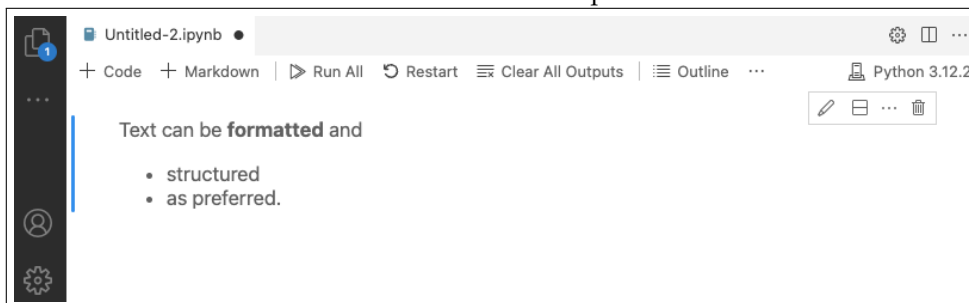 Untitled-2.ipynb
1
+ Code + Markdown Run All Restart Clear All Outputs Outline ... Python 3.12.2
Text can be formatted and
• structured
• as preferred.